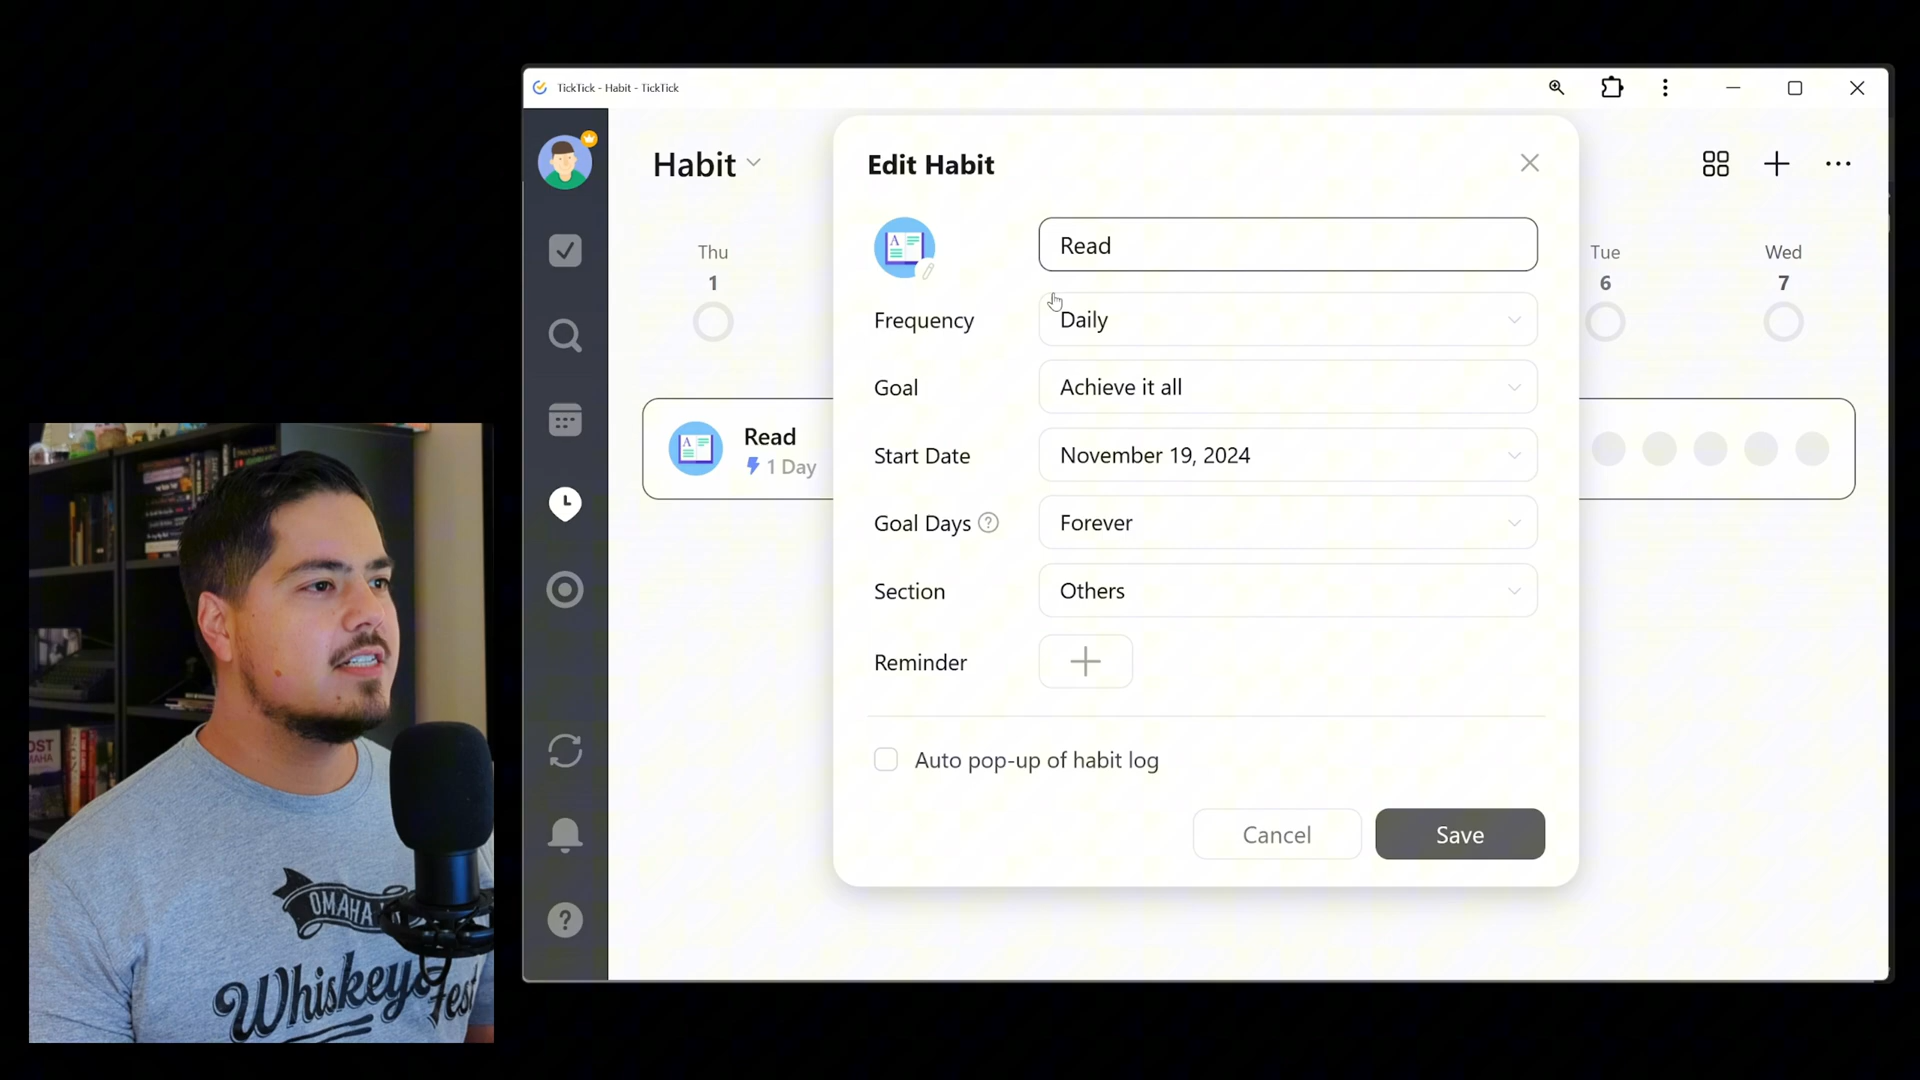 TickTick - Habit - TickTick
Habit
Edit Habit
Read
Thu
1
Tue
6
Wed
7
Frequency
Daily
Goal
Achieve it all
Read
1 Day
Start Date
November 19, 2024
Goal Days ?
Forever
Section
Others
Reminder
Auto pop-up of habit log
Cancel
Save
?
OMAHA
Whiskey
Fest